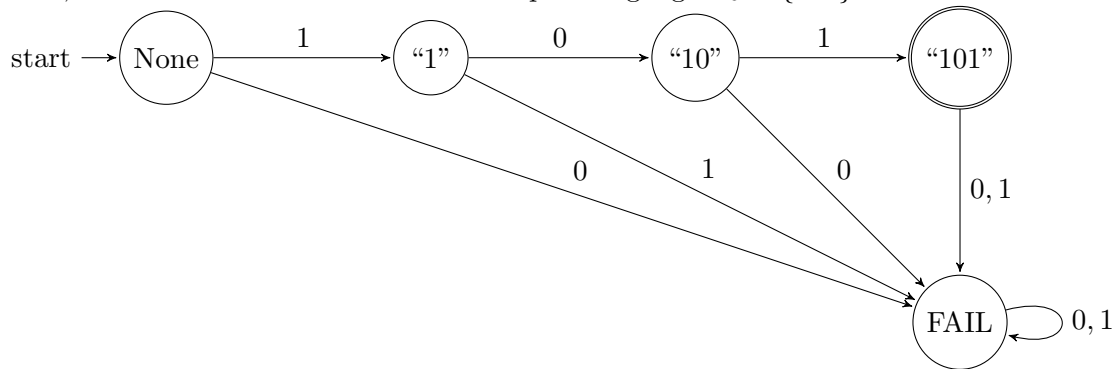 1 0 1
start None “1” “10” “101”
0 1 0 0, 1
FAIL 0, 1